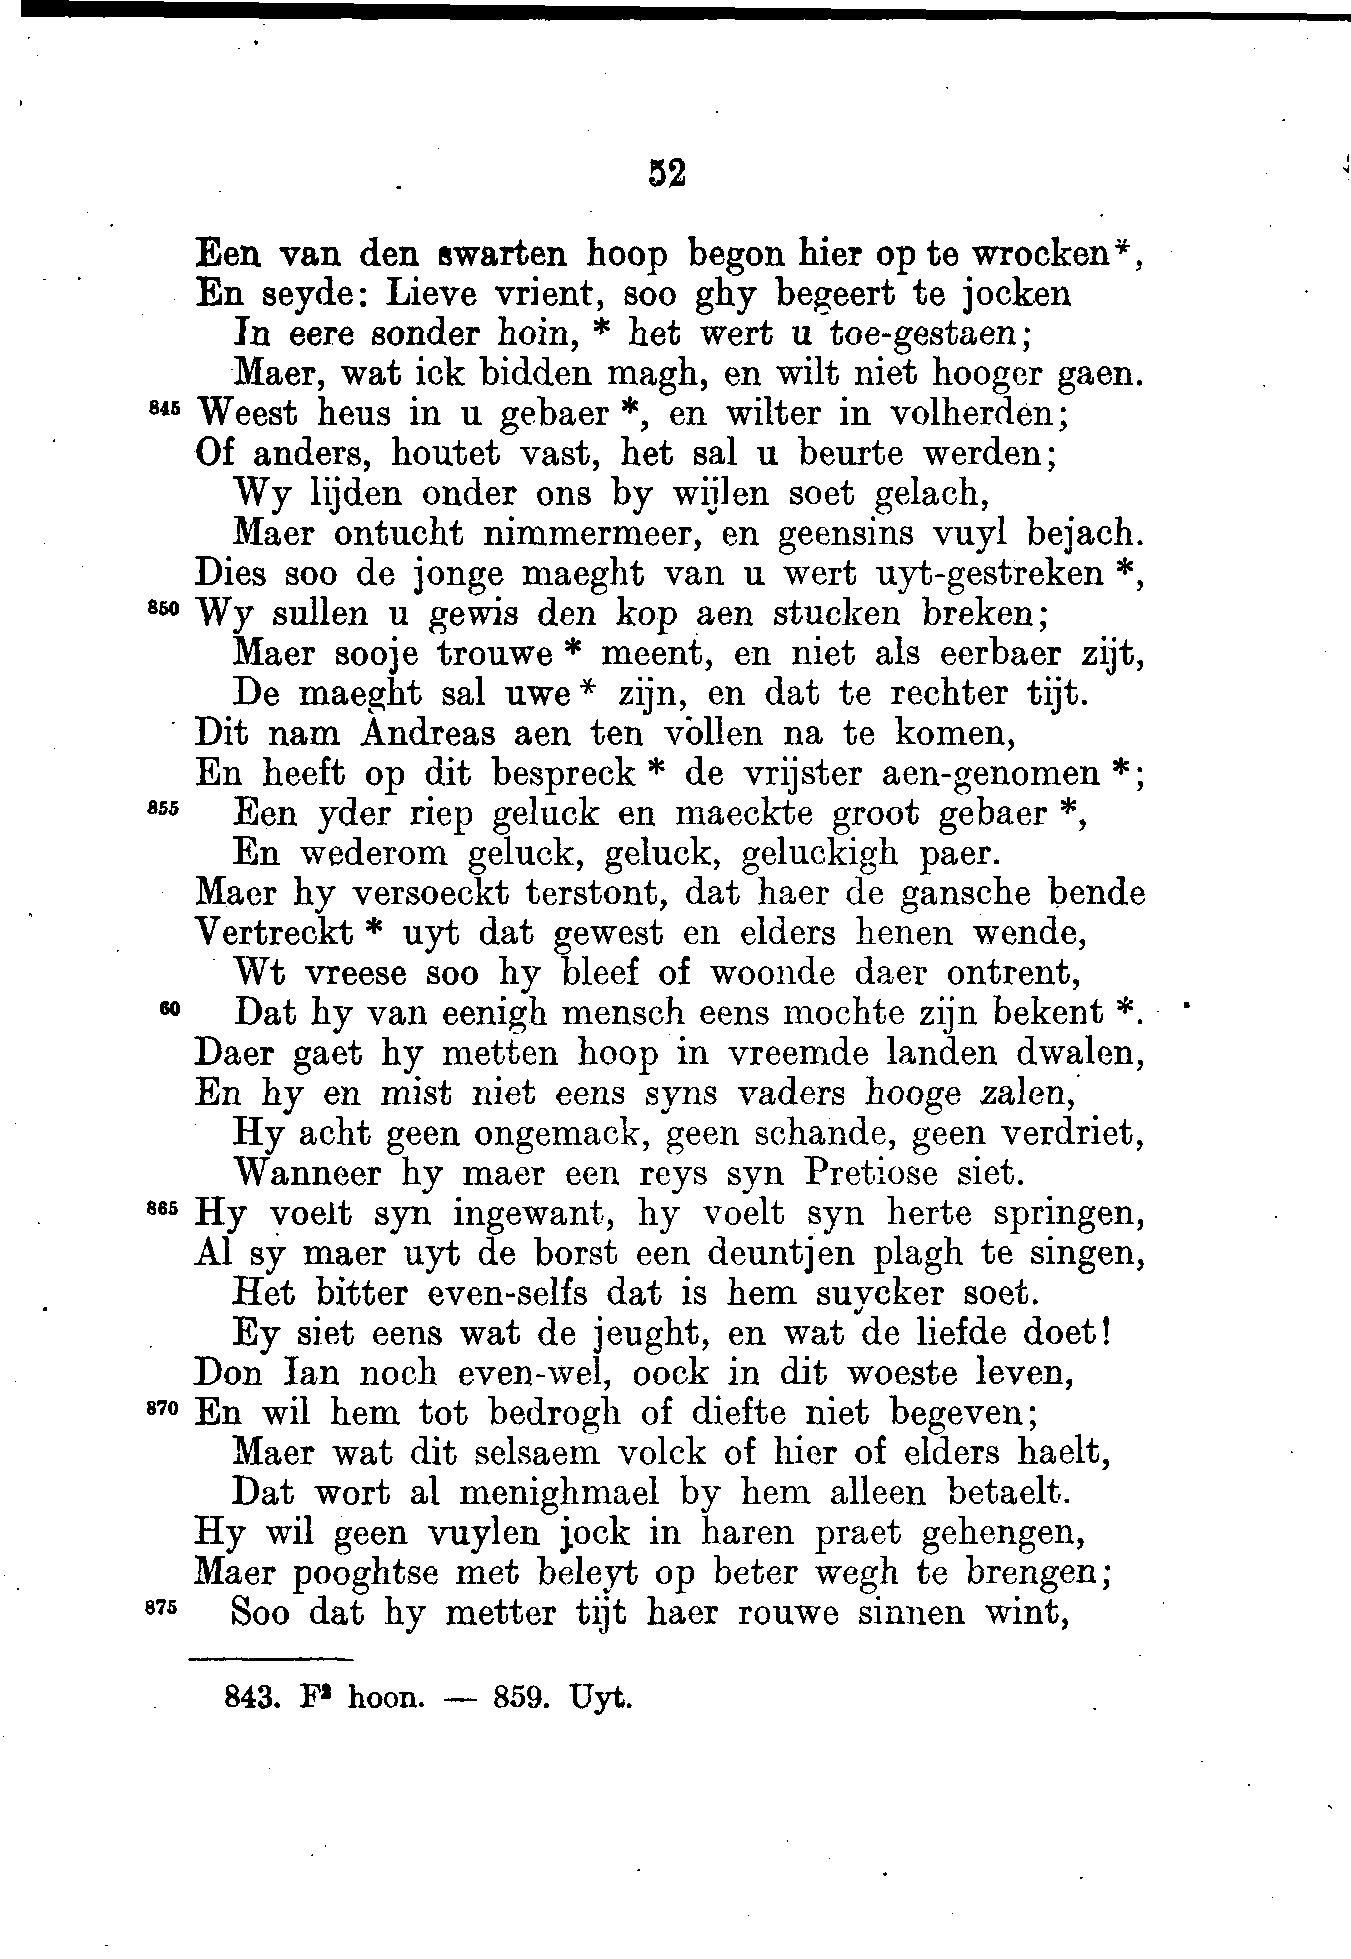 52
Een van den swarten hoop begon hier op te wrocken*,
En seyde: Lieve vrient, soo ghy begeert te jocken
In eere sonder hoin, * het wert u toe-gestaen;
Maer, wat ick bidden magh, en wilt niet hooger gaen.
845 Weest heus in u gebaer *, en wilter in volherden;
Of anders, houtet vast, het sal u beurte werden;
Wy lijden onder ons by wijlen soet gelach,
Maer ontucht nimmermeer, en geensins vuyl bejach.
Dies soo de jonge maeght van u wert uyt-gestreken *,
850 Wy sullen u gewis den kop aen stucken breken;
Maer sooje trouwe * meent, en niet als eerbaer zijt,
De maeght sal uwe * zijn, en dat te rechter tijt.
Dit nam Andreas aen ten vollen na te komen,
En heeft op dit bespreck * de vrijster aen-genomen *;
855 Een yder riep geluck en maeckte groot gebaer *,
En wederom geluck, geluck, geluckigh paer.
Maer hy versoeckt terstont, dat haer de gansche bende
Vertreckt * uyt dat gewest en elders henen wende,
Wt vreese soo hy bleef of woonde daer ontrent,
60 Dat hy van eenigh mensch eens mochte zijn bekent *.
Daer gaet hy metten hoop in vreemde landen dwalen,
En hy en mist niet eens syns vaders hooge zalen,
Hy acht geen ongemack, geen schande, geen verdriet,
Wanneer hy maer een reys syn Pretiose siet.
865 Hy voelt syn ingewant, hy voelt syn herte springen,
Al sy maer uyt de borst een deuntjen plagh te singen,
Het bitter even-selfs dat is hem suycker soet.
Ey siet eens wat de jeught, en wat de liefde doet!
Don Ian noch even-wel, oock in dit woeste leven,
870 En wil hem tot bedrogh of diefte niet begeven;
Maer wat dit selsaem volck of hier of elders haelt,
Dat wort al menighmael by hem alleen betaelt.
Hy wil geen vuylen jock in haren praet gehengen,
Maer pooghtse met beleyt op beter wegh te brengen;
875 Soo dat hy metter tijt haer rouwe sinnen wint,
843. F² hoon. — 859. Uyt.